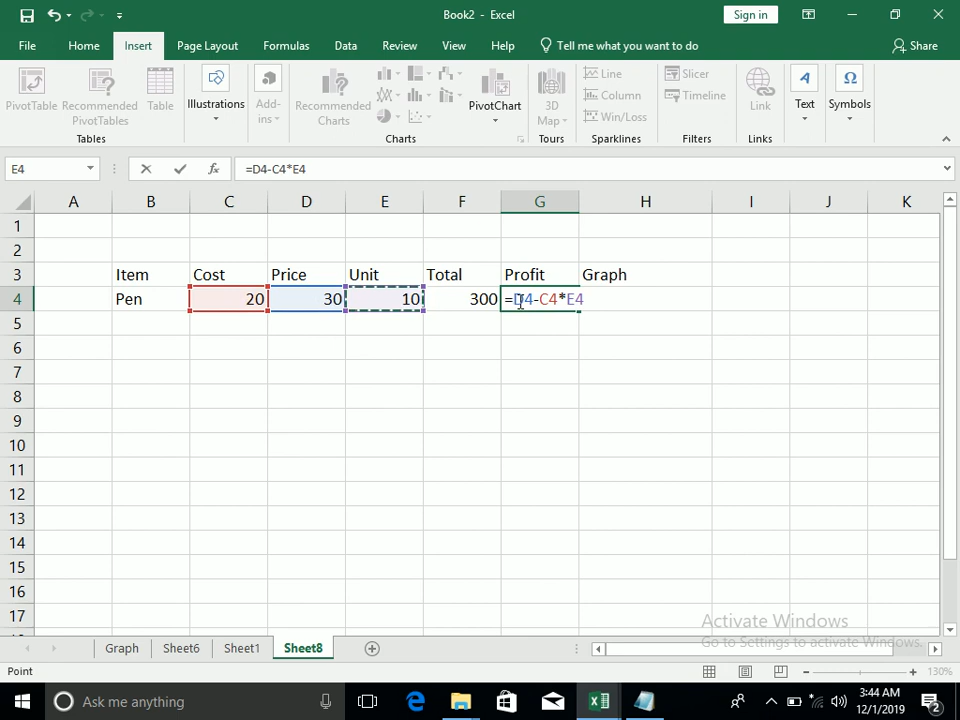 Book2 - Excel
Sign in
File Home Insert Page Layout Formulas Data Review View Help Tell me what you want to do Share
PivotTable Recommended PivotTables Table
Illustrations
Add-ins
Recommended Charts
PivotChart
3D Map
Line
Column
Win/Loss
Slicer
Timeline
Link
Text
Symbols
Tables Charts Tours Sparklines Filters Links
E4 fx =D4-C4*E4
A B C D E F G H I J K
1
2
3 Item Cost Price Unit Total Profit Graph
4 Pen 20 30 10 300 =D4-C4*E4
5
6
7
8
9
10
11
12
13
14
15
16
17
Activate Windows
Go to Settings to activate Windows.
Graph Sheet6 Sheet1 Sheet8
Point 130%
Ask me anything 3:44 AM
12/1/2019 2